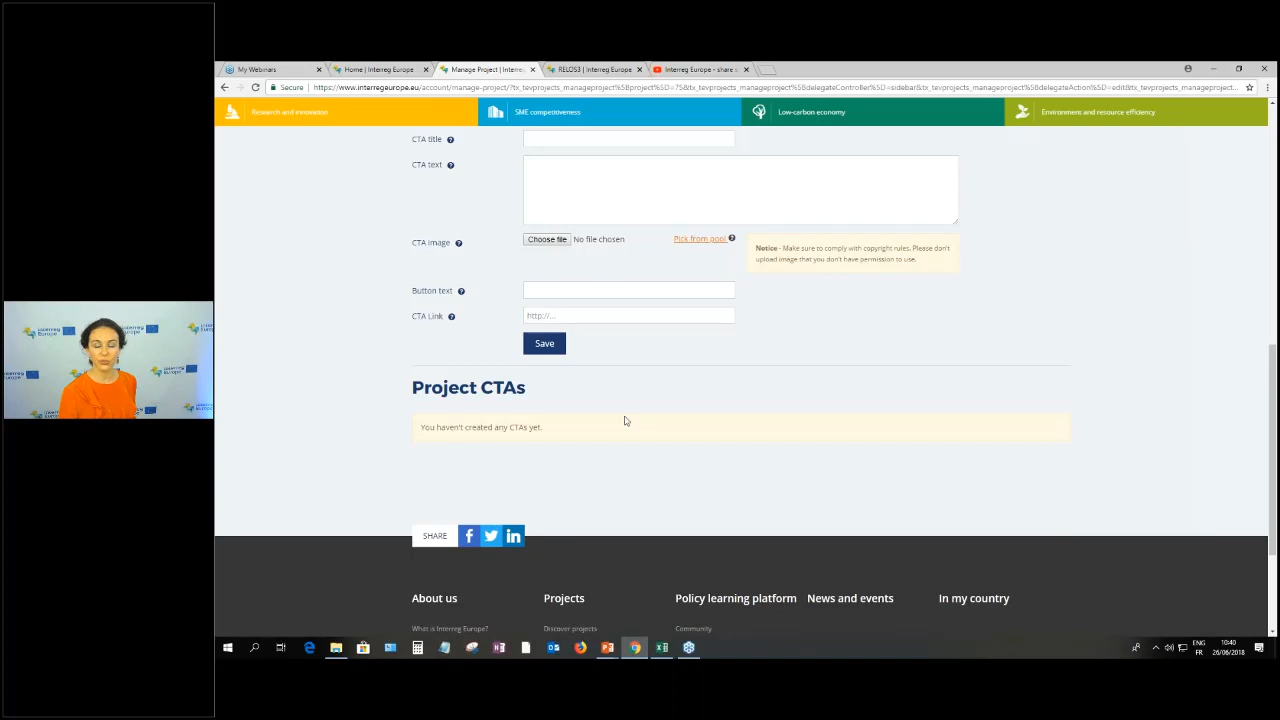 My Webinars
Home | Interreg Europe
Manage Project | Interre
RELOS3 | Interreg Europe
Interreg Europe - share s
Secure
https://www.interregeurope.eu/account/manage-project/?tx_tevprojects_manageproject%5Bproject%5D=75&tx_tevprojects_manageproject%5BdelegateController%5D=sidebar&tx_tevprojects_manageproject%5BdelegateAction%5D=edit&tx_tevprojects_manageproject%5D
Research and innovation
SME competitiveness
Low-carbon economy
Environment and resource efficiency
CTA title
CTA text
CTA image
Choose file No file chosen
Pick from pool
Notice - Make sure to comply with copyright rules. Please don't
upload image that you don't have permission to use.
Button text
CTA Link
http://...
Save
Project CTAs
You haven't created any CTAs yet.
SHARE
About us
Projects
Policy learning platform
News and events
In my country
What is Interreg Europe?
Discover projects
Community
ENG
FR
10:40
26/06/2018
Interreg
Europe